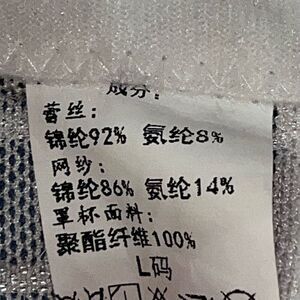 成分:
蕾丝:
锦纶92% 氨纶8%
网纱:
锦纶86% 氨纶14%
罩杯面料:
聚酯纤维100%
L码